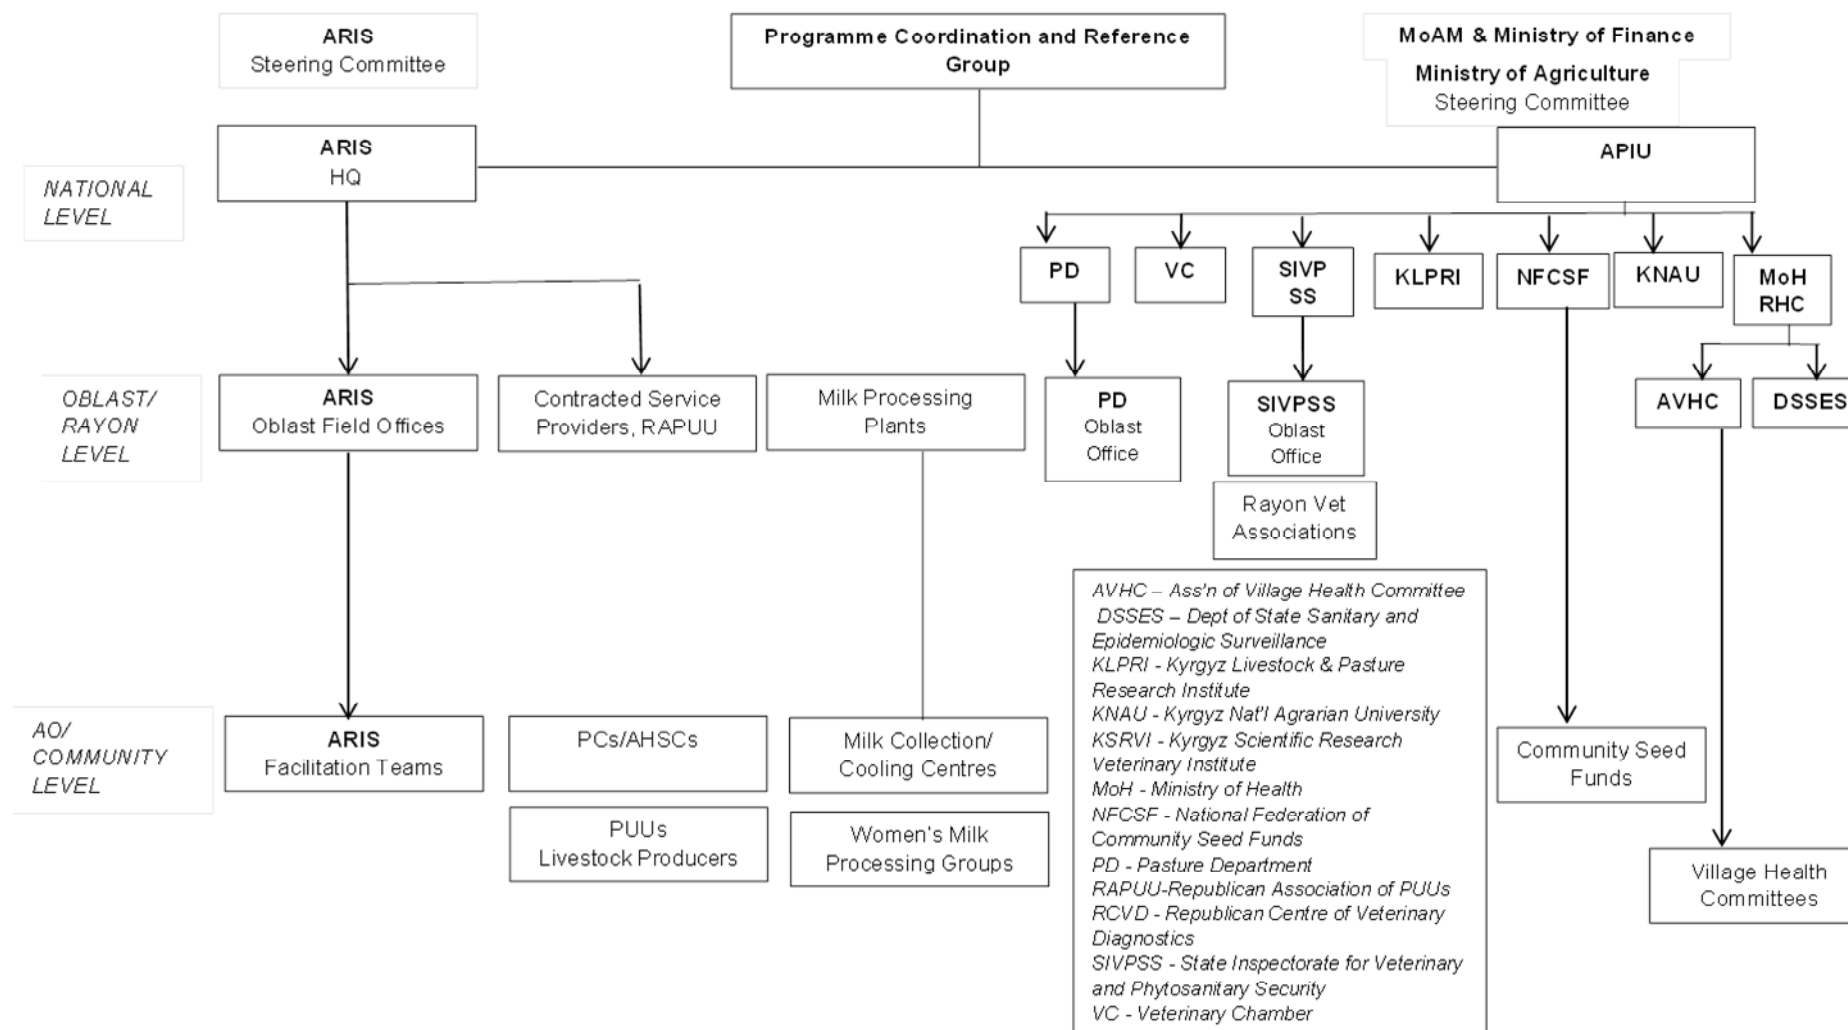 ARIS
Steering Committee
Programme Coordination and Reference
Group
MoAM & Ministry of Finance
Ministry of Agriculture
Steering Committee
NATIONAL
LEVEL
ARIS
HQ
APIU
PD
VC
SIVP
SS
KLPRI
NFCSF
KNAU
MoH
RHC
OBLAST/
RAYON
LEVEL
ARIS
Oblast Field Offices
Contracted Service
Providers, RAPUU
Milk Processing
Plants
PD
Oblast
Office
SIVPSS
Oblast
Office
AVHC
DSSES
Rayon Vet
Associations
AVHC – Ass'n of Village Health Committee
DSSES – Dept of State Sanitary and
Epidemiologic Surveillance
KLPRI - Kyrgyz Livestock & Pasture
Research Institute
KNAU - Kyrgyz Nat'l Agrarian University
KSRVI - Kyrgyz Scientific Research
Veterinary Institute
MoH - Ministry of Health
NFCSF - National Federation of
Community Seed Funds
PD - Pasture Department
RAPUU-Republican Association of PUUs
RCVD - Republican Centre of Veterinary
Diagnostics
SIVPSS - State Inspectorate for Veterinary
and Phytosanitary Security
VC - Veterinary Chamber
AO/
COMMUNITY
LEVEL
ARIS
Facilitation Teams
PCs/AHSCs
Milk Collection/
Cooling Centres
Community Seed
Funds
PUUs
Livestock Producers
Women's Milk
Processing Groups
Village Health
Committees